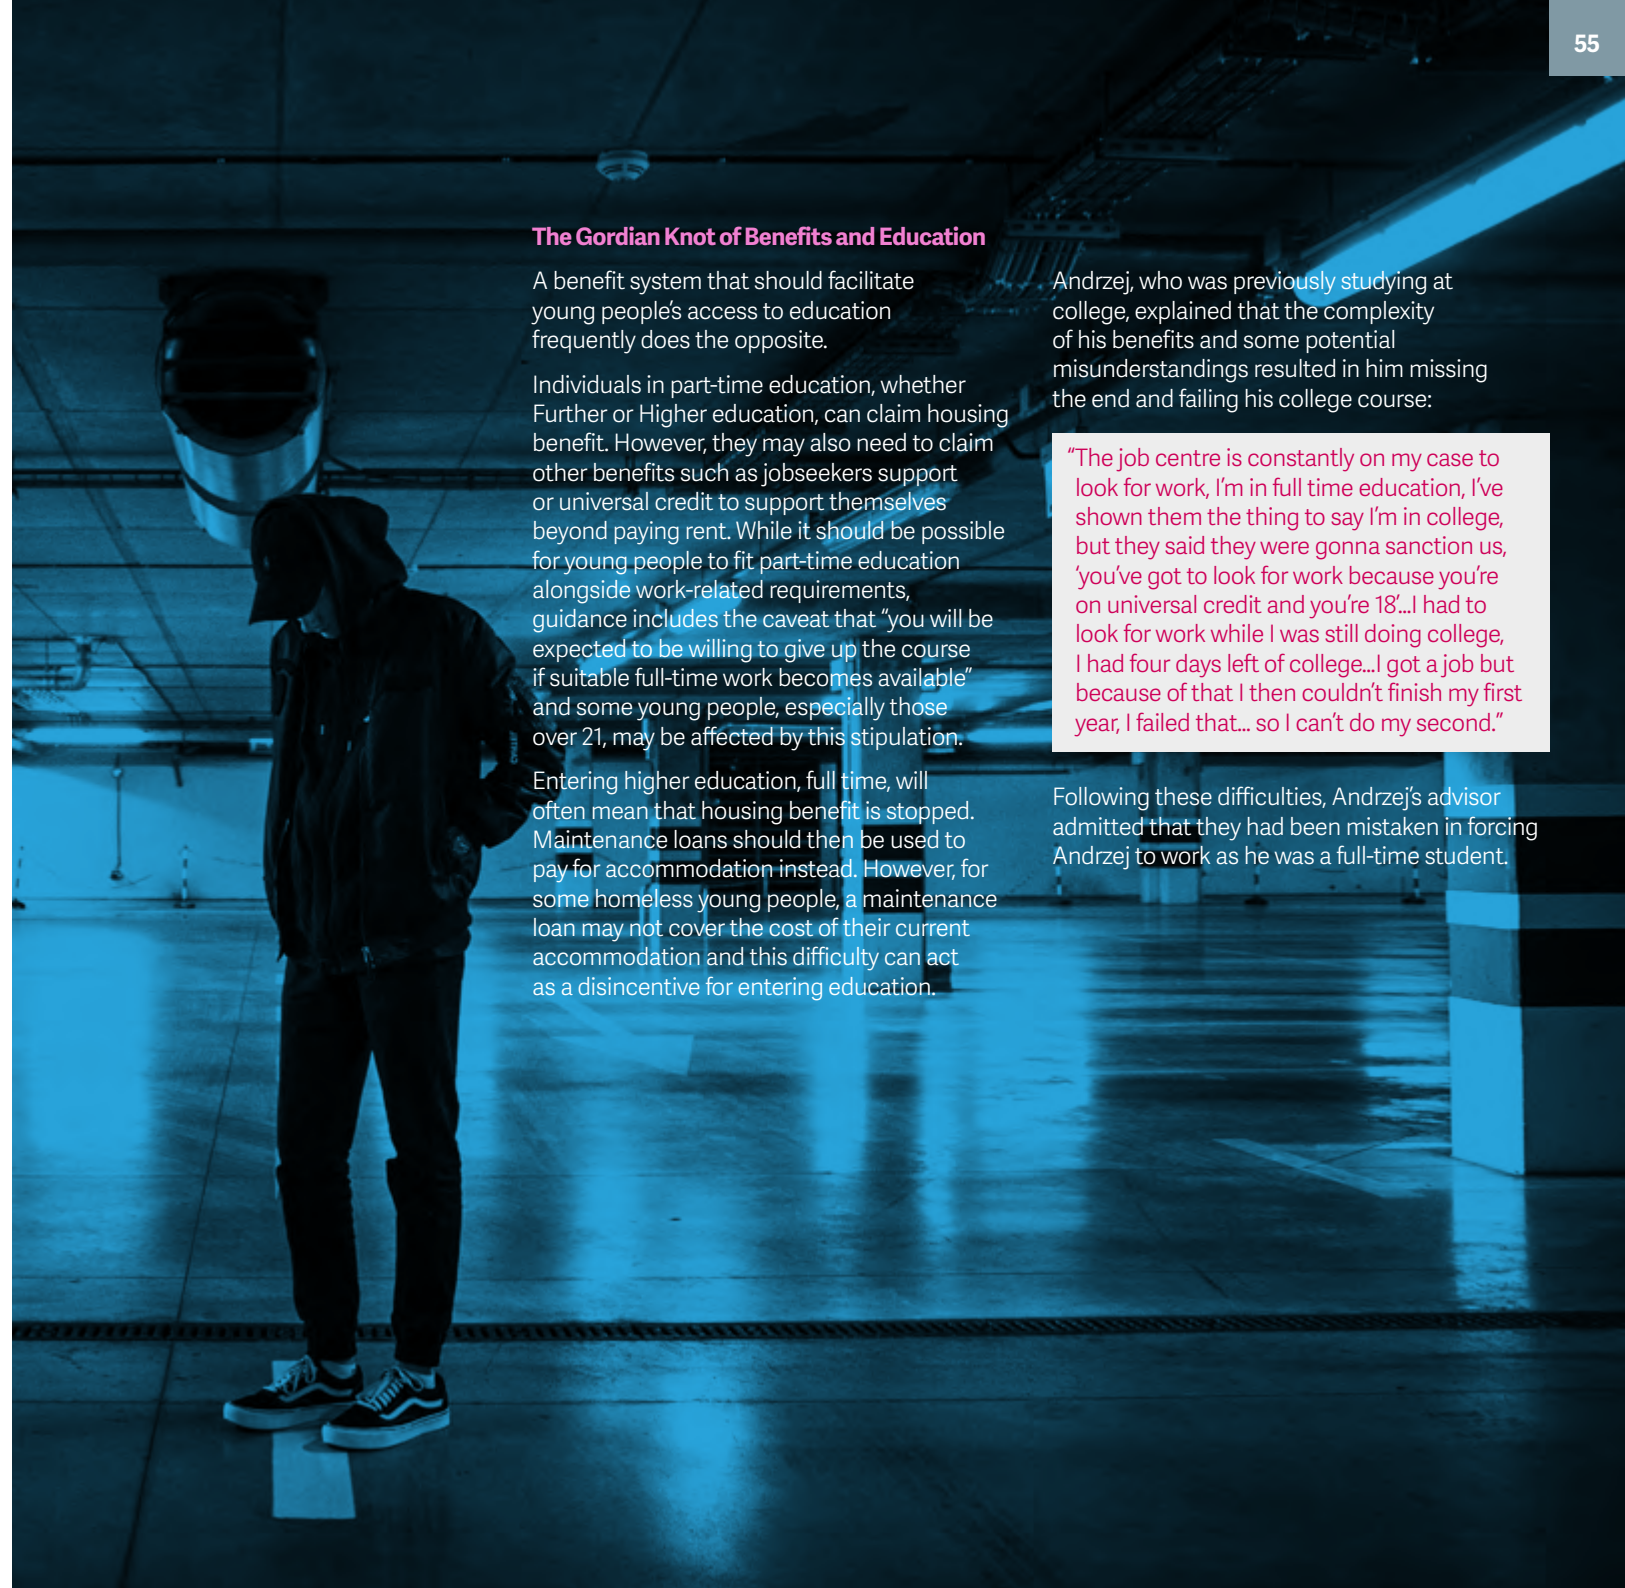 55
The Gordian Knot of Benefits and Education
A benefit system that should facilitate
young people's access to education
frequently does the opposite.
Individuals in part-time education, whether
Further or Higher education, can claim housing
benefit. However, they may also need to claim
other benefits such as jobseekers support
or universal credit to support themselves
beyond paying rent. While it should be possible
for young people to fit part-time education
alongside work-related requirements,
guidance includes the caveat that “you will be
expected to be willing to give up the course
if suitable full-time work becomes available”
and some young people, especially those
over 21, may be affected by this stipulation.
Entering higher education, full time, will
often mean that housing benefit is stopped.
Maintenance loans should then be used to
pay for accommodation instead. However, for
some homeless young people, a maintenance
loan may not cover the cost of their current
accommodation and this difficulty can act
as a disincentive for entering education.
Andrzej, who was previously studying at
college, explained that the complexity
of his benefits and some potential
misunderstandings resulted in him missing
the end and failing his college course:
“The job centre is constantly on my case to
look for work, I'm in full time education, I've
shown them the thing to say I'm in college,
but they said they were gonna sanction us,
‘you've got to look for work because you're
on universal credit and you're 18’...I had to
look for work while I was still doing college,
I had four days left of college...I got a job but
because of that I then couldn't finish my first
year, I failed that... so I can't do my second.”
Following these difficulties, Andrzej's advisor
admitted that they had been mistaken in forcing
Andrzej to work as he was a full-time student.